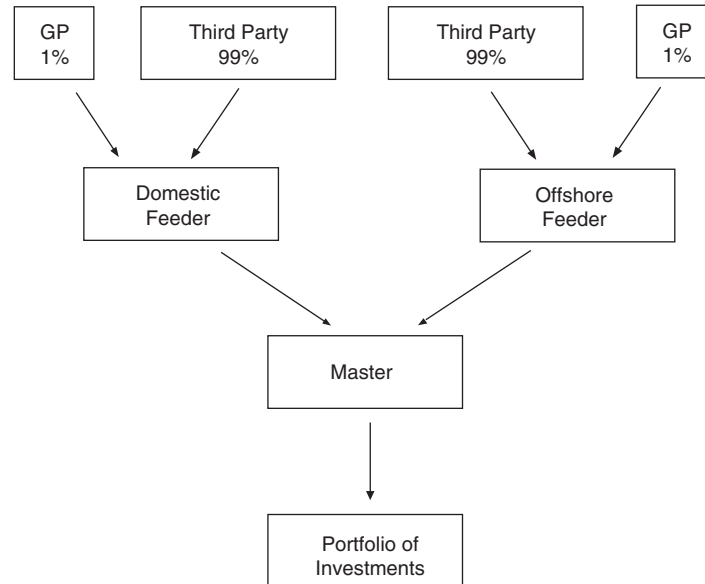 GP
1%
Third Party
99%
Third Party
99%
GP
1%
Domestic
Feeder
Offshore
Feeder
Master
Portfolio of
Investments